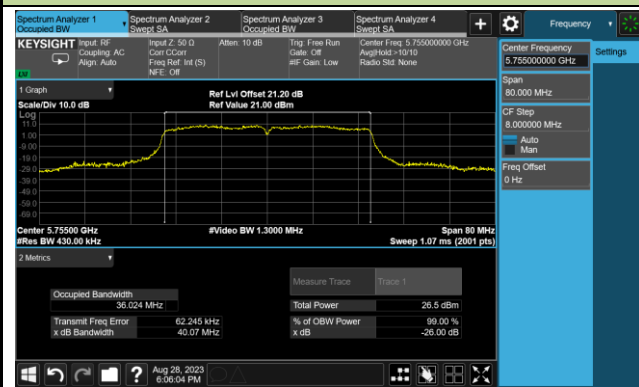 Spectrum Analyzer 1
Occupied BW
Spectrum Analyzer 2
Swept SA
Spectrum Analyzer 3
Occupied BW
Spectrum Analyzer 4
Swept SA
+
Frequency
KEYSIGHT
Input: RF
Coupling: AC
Align: Auto
Input Z: 50 Ω
Corr CCorr
Freq Ref: Int (S)
NFE: Off
Atten: 10 dB
Trig: Free Run
Gate: Off
#IF Gain: Low
Center Freq: 5.755000000 GHz
Avg|Hold:>10/10
Radio Std: None
Center Frequency
5.755000000 GHz
Settings
Span
80.000 MHz
CF Step
8.000000 MHz
Auto
Man
Freq Offset
0 Hz
1 Graph
Scale/Div 10.0 dB
Ref Lvl Offset 21.20 dB
Ref Value 21.00 dBm
Log
11.0
1.00
-9.00
-19.0
-29.0
-39.0
-49.0
-59.0
-69.0
Center 5.75500 GHz
#Res BW 430.00 kHz
#Video BW 1.3000 MHz
Span 80 MHz
Sweep 1.07 ms (2001 pts)
2 Metrics
Measure Trace
Trace 1
Occupied Bandwidth
36.024 MHz
Total Power
26.5 dBm
Transmit Freq Error
62.245 kHz
% of OBW Power
99.00 %
x dB Bandwidth
40.07 MHz
x dB
-26.00 dB
?
Aug 28, 2023
6:06:04 PM